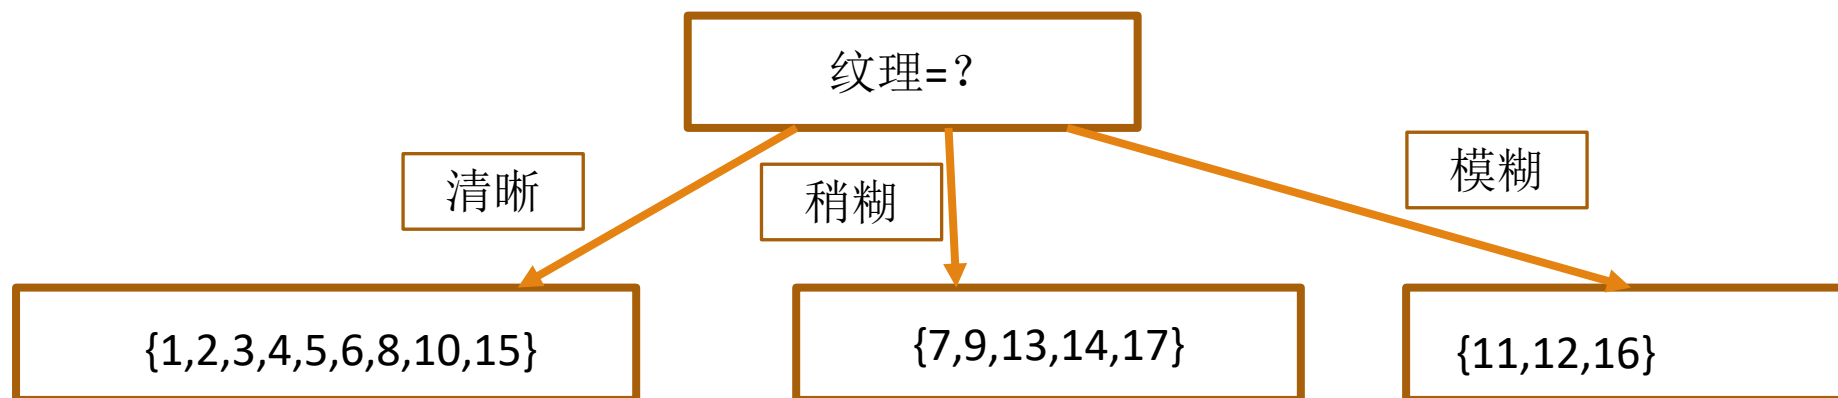 纹理=?
清晰
稍糊
模糊
{1,2,3,4,5,6,8,10,15}
{7,9,13,14,17}
{11,12,16}